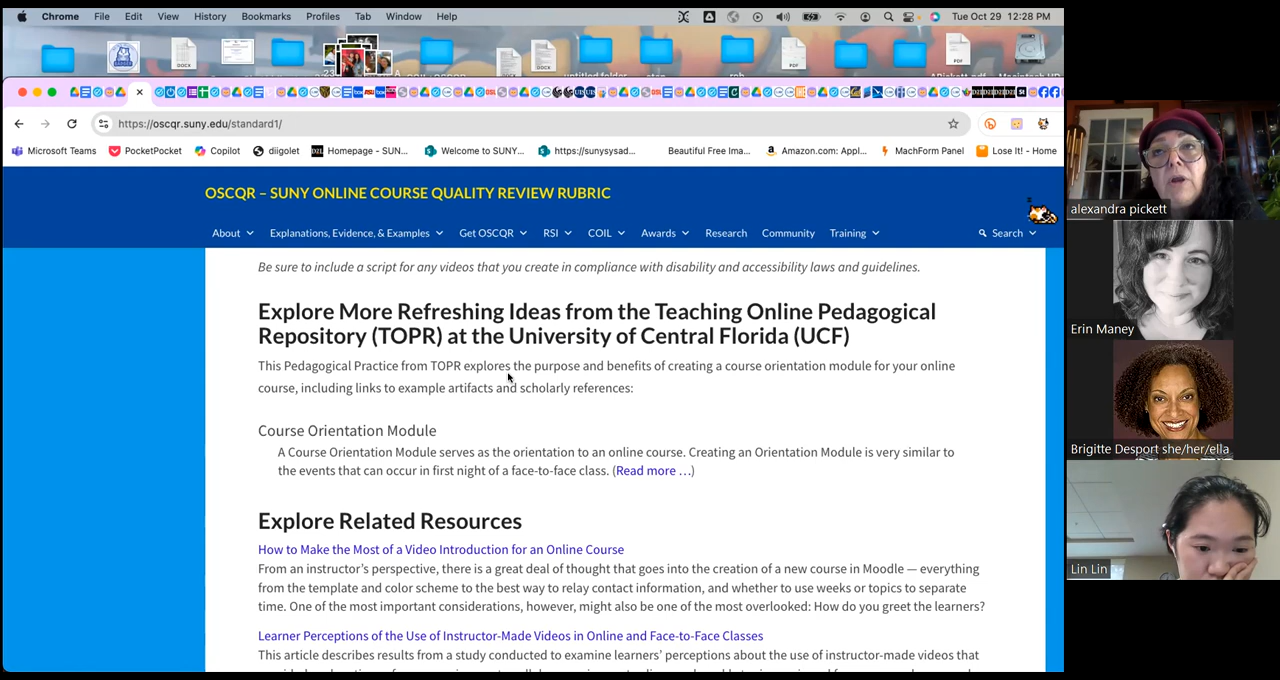 Chrome File Edit View History Bookmarks Profiles Tab Window Help Tue Oct 29 12:28 PM
DOCX DOCX PDF PDF
untitled folder
Macintosh HD
https://oscqr.suny.edu/standard1/
Microsoft Teams PocketPocket Copilot diigolet Homepage - SUN... Welcome to SUNY... https://sunysysad... Beautiful Free Ima... Amazon.com: Appl... MachForm Panel Lose It! - Home
OSCQR – SUNY ONLINE COURSE QUALITY REVIEW RUBRIC
About Explanations, Evidence, & Examples Get OSCQR RSI COIL Awards Research Community Training Search
Be sure to include a script for any videos that you create in compliance with disability and accessibility laws and guidelines.
Explore More Refreshing Ideas from the Teaching Online Pedagogical
Repository (TOPR) at the University of Central Florida (UCF)
This Pedagogical Practice from TOPR explores the purpose and benefits of creating a course orientation module for your online
course, including links to example artifacts and scholarly references:
Course Orientation Module
A Course Orientation Module serves as the orientation to an online course. Creating an Orientation Module is very similar to
the events that can occur in first night of a face-to-face class. (Read more …)
Explore Related Resources
How to Make the Most of a Video Introduction for an Online Course
From an instructor’s perspective, there is a great deal of thought that goes into the creation of a new course in Moodle — everything
from the template and color scheme to the best way to relay contact information, and whether to use weeks or topics to separate
time. One of the most important considerations, however, might also be one of the most overlooked: How do you greet the learners?
Learner Perceptions of the Use of Instructor-Made Videos in Online and Face-to-Face Classes
This article describes results from a study conducted to examine learners’ perceptions about the use of instructor-made videos that
alexandra pickett
Erin Maney
Brigitte Desport she/her/ella
Lin Lin